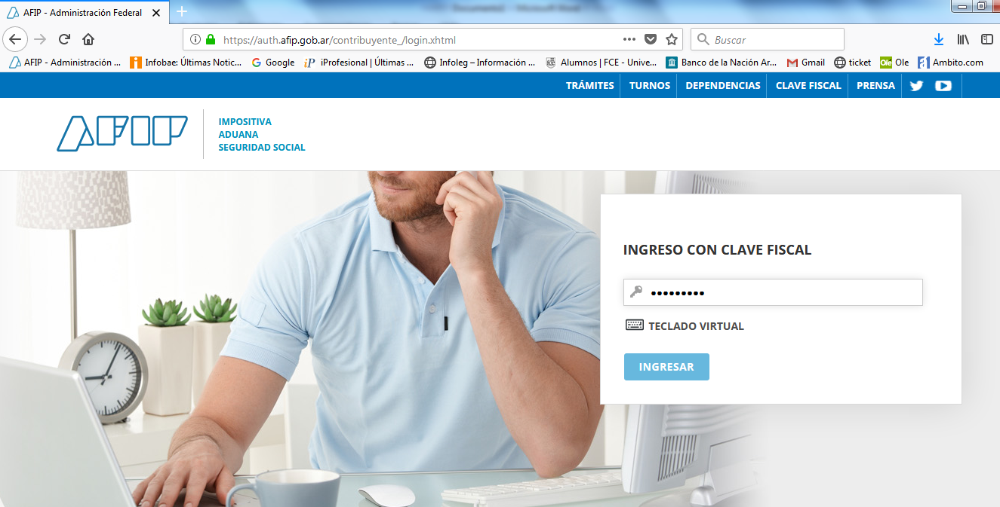 AFIP - Administración Federal
https://auth.afip.gob.ar/contribuyente_/login.xhtml
Buscar
AFIP - Administración ... Infobae: Últimas Notic... Google iProfesional | Últimas ... Infoleg – Información ... Alumnos | FCE - Unive... Banco de la Nación Ar... Gmail ticket Ole Ambito.com
TRÁMITES TURNOS DEPENDENCIAS CLAVE FISCAL PRENSA
AFIP
IMPOSITIVA
ADUANA
SEGURIDAD SOCIAL
INGRESO CON CLAVE FISCAL
•••••••••
TECLADO VIRTUAL
INGRESAR